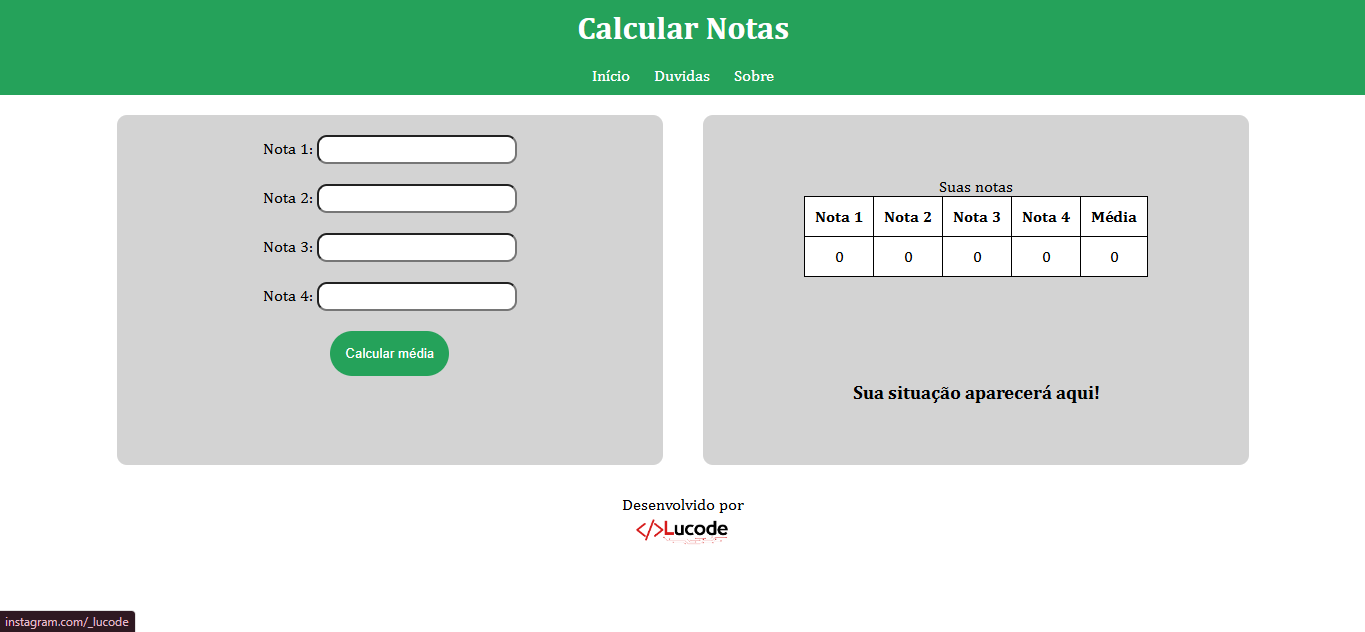 Calcular Notas
Início Duvidas Sobre
Nota 1:
Nota 2:
Nota 3:
Nota 4:
Calcular média
Suas notas
Nota 1 Nota 2 Nota 3 Nota 4 Média
0 0 0 0 0
Sua situação aparecerá aqui!
Desenvolvido por
</>Lucode
instagram.com/_lucode